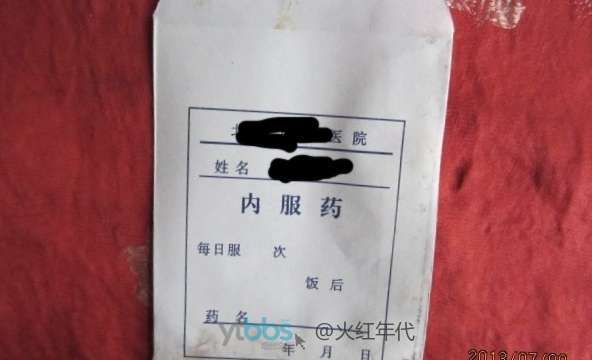 医院
姓名
内服药
每日服 次
饭后
药名
ytbbs @火红年代
年 月 日